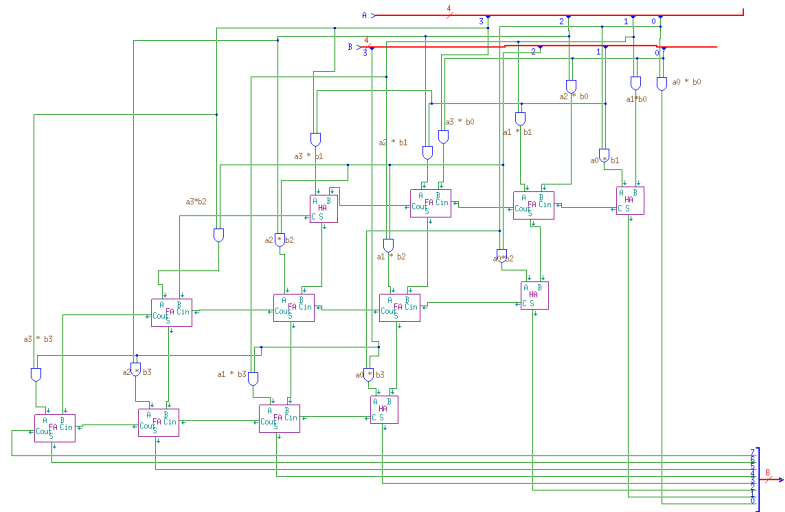 4
A
3 2 1 0
4
B
3 2 1 0
a0 * b0
a2 * b0
a1*b0
a3 * b0
a1 * b1
a2 * b1
a3 * b1
a0 * b1
A B
HA
C S
A B
FA
Cout Cin
S
A B
FA
Cout Cin
S
A B
HA
C S
a3*b2
a2 * b2
a1 * b2
a0*b2
A B
FA
Cout Cin
S
A B
FA
Cout Cin
S
A B
FA
Cout Cin
S
A B
HA
C S
a3 * b3
a2 * b3
a1 * b3
a0 * b3
A B
FA
Cout Cin
S
A B
FA
Cout Cin
S
A B
FA
Cout Cin
S
A B
HA
C S
7
6
5
4
3
2
1
0
8